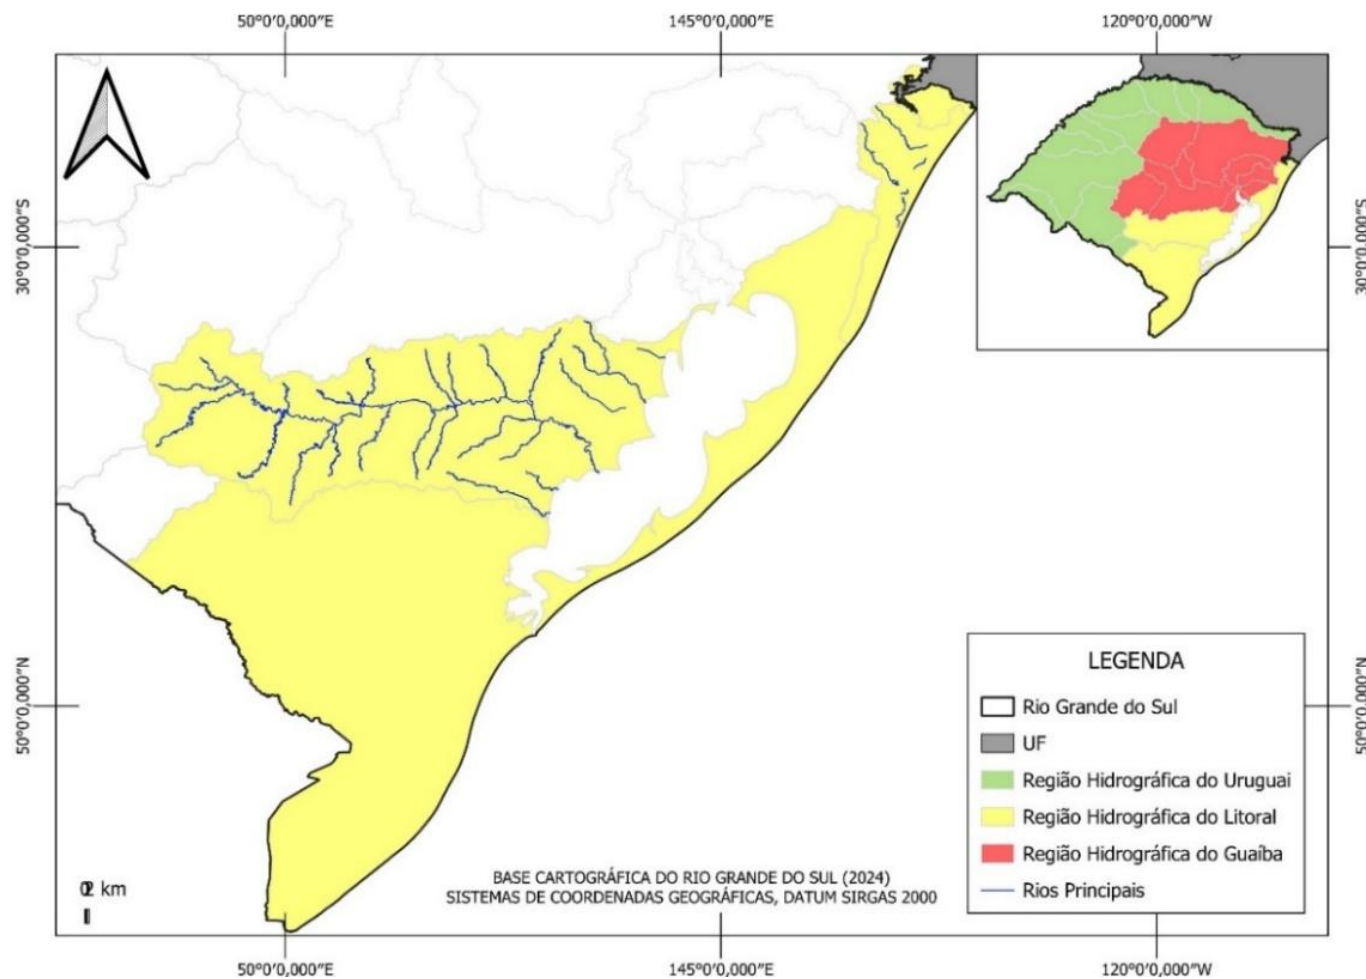 50°0'0,000"E
145°0'0,000"E
120°0'0,000"W
30°0'0,000"S
30°0'0,000"S
50°0'0,000"N
50°0'0,000"N
LEGENDA
Rio Grande do Sul
UF
Região Hidrográfica do Uruguai
Região Hidrográfica do Litoral
Região Hidrográfica do Guaíba
Rios Principais
km
BASE CARTOGRÁFICA DO RIO GRANDE DO SUL (2024)
SISTEMAS DE COORDENADAS GEOGRÁFICAS, DATUM SIRGAS 2000
50°0'0,000"E
145°0'0,000"E
120°0'0,000"W